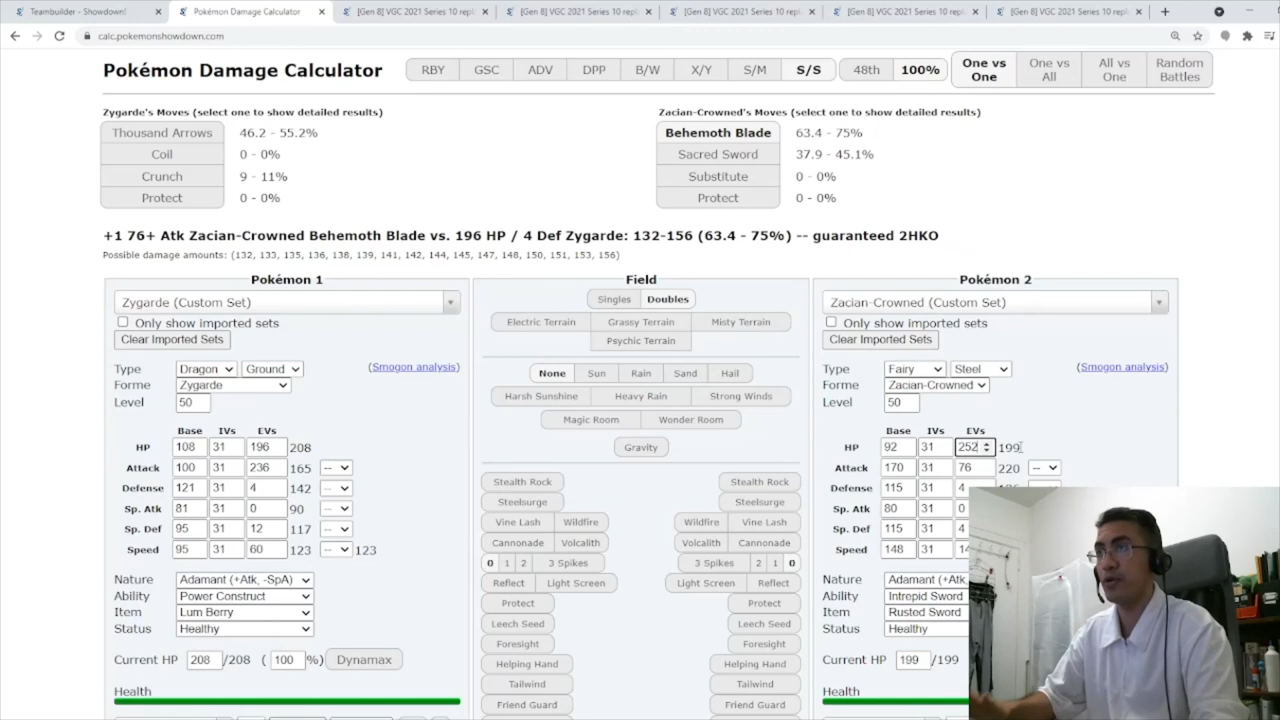 Teambuilder - Showdown! Pokémon Damage Calculator [Gen 8] VGC 2021 Series 10 repl [Gen 8] VGC 2021 Series 10 repl [Gen 8] VGC 2021 Series 10 repl [Gen 8] VGC 2021 Series 10 repl [Gen 8] VGC 2021 Series 10 repl
calc.pokemonshowdown.com
Pokémon Damage Calculator RBY GSC ADV DPP B/W X/Y S/M S/S 48th 100% One vs One One vs All All vs One Random Battles
Zygarde's Moves (select one to show detailed results) Zacian-Crowned's Moves (select one to show detailed results)
Thousand Arrows 46.2 - 55.2% Behemoth Blade 63.4 - 75%
Coil 0 - 0% Sacred Sword 37.9 - 45.1%
Crunch 9 - 11% Substitute 0 - 0%
Protect 0 - 0% Protect 0 - 0%
+1 76+ Atk Zacian-Crowned Behemoth Blade vs. 196 HP / 4 Def Zygarde: 132-156 (63.4 - 75%) -- guaranteed 2HKO
Possible damage amounts: (132, 133, 135, 136, 138, 139, 141, 142, 144, 145, 147, 148, 150, 151, 153, 156)
Pokémon 1
Zygarde (Custom Set)
Only show imported sets
Clear Imported Sets
Type Dragon Ground (Smogon analysis)
Forme Zygarde
Level 50
Base IVs EVs
HP 108 31 196 208
Attack 100 31 236 165 --
Defense 121 31 4 142 --
Sp. Atk 81 31 0 90 --
Sp. Def 95 31 12 117 --
Speed 95 31 60 123 -- 123
Nature Adamant (+Atk, -SpA)
Ability Power Construct
Item Lum Berry
Status Healthy
Current HP 208 /208 ( 100 %) Dynamax
Health
Field
Singles Doubles
Electric Terrain Grassy Terrain Misty Terrain
Psychic Terrain
None Sun Rain Sand Hail
Harsh Sunshine Heavy Rain Strong Winds
Magic Room Wonder Room
Gravity
Stealth Rock Stealth Rock
Steelsurge Steelsurge
Vine Lash Wildfire Wildfire Vine Lash
Cannonade Volcalith Volcalith Cannonade
0 1 2 3 Spikes 3 Spikes 2 1 0
Reflect Light Screen Light Screen Reflect
Protect Protect
Leech Seed Leech Seed
Foresight Foresight
Helping Hand Helping Hand
Tailwind Tailwind
Friend Guard Friend Guard
Pokémon 2
Zacian-Crowned (Custom Set)
Only show imported sets
Clear Imported Sets
Type Fairy Steel (Smogon analysis)
Forme Zacian-Crowned
Level 50
Base IVs EVs
HP 92 31 252 199
Attack 170 31 76 220 --
Defense 115 31 4
Sp. Atk 80 31 0
Sp. Def 115 31 4
Speed 148 31
Nature Adamant (+Atk,
Ability Intrepid Sword
Item Rusted Sword
Status Healthy
Current HP 199 /199
Health